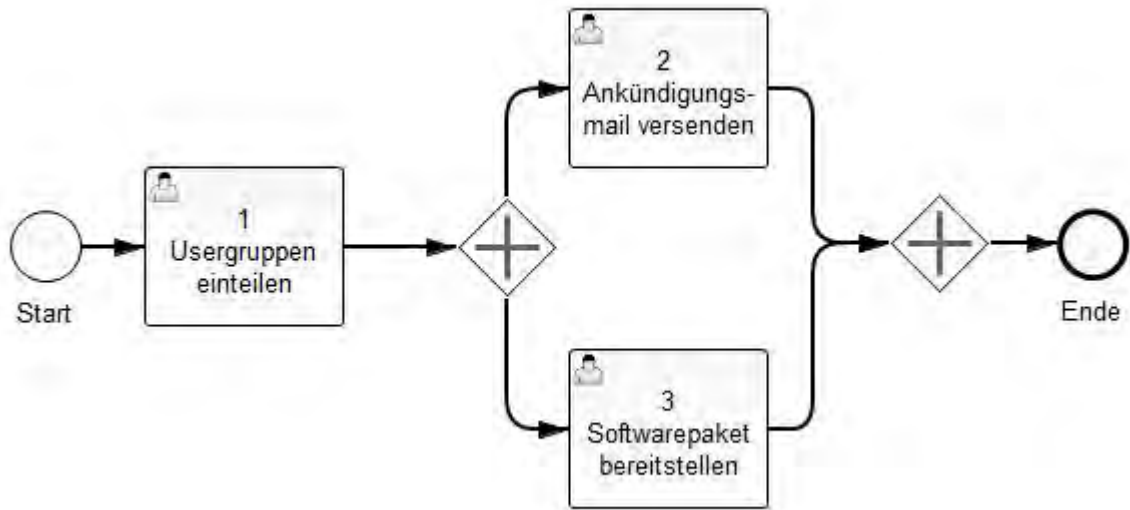 Start
1
Usergruppen
einteilen
2
Ankündigungs-
mail versenden
3
Softwarepaket
bereitstellen
Ende